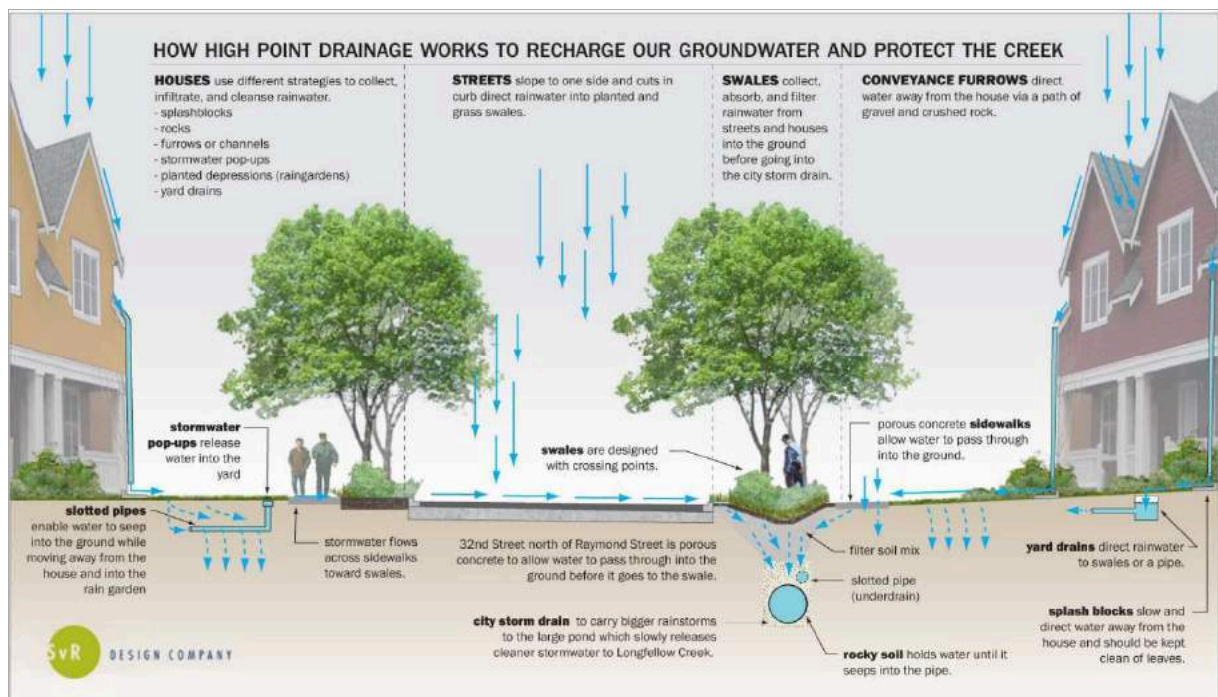 HOW HIGH POINT DRAINAGE WORKS TO RECHARGE OUR GROUNDWATER AND PROTECT THE CREEK
HOUSES use different strategies to collect,
infiltrate, and cleanse rainwater.
- splashblocks
- rocks
- furrows or channels
- stormwater pop-ups
- planted depressions (raingardens)
- yard drains
STREETS slope to one side and cuts in
curb direct rainwater into planted and
grass swales.
SWALES collect,
absorb, and filter
rainwater from
streets and houses
into the ground
before going into
the city storm drain.
CONVEYANCE FURROWS direct
water away from the house via a path of
gravel and crushed rock.
stormwater
pop-ups release
water into the
yard
swales are designed
with crossing points.
porous concrete sidewalks
allow water to pass through
into the ground.
slotted pipes
enable water to seep
into the ground while
moving away from the
house and into the
rain garden
stormwater flows
across sidewalks
toward swales.
32nd Street north of Raymond Street is porous
concrete to allow water to pass through into the
ground before it goes to the swale.
filter soil mix
slotted pipe
(underdrain)
yard drains direct rainwater
to swales or a pipe.
city storm drain to carry bigger rainstorms
to the large pond which slowly releases
cleaner stormwater to Longfellow Creek.
rocky soil holds water until it
seeps into the pipe.
splash blocks slow and
direct water away from the
house and should be kept
clean of leaves.
SvR DESIGN COMPANY